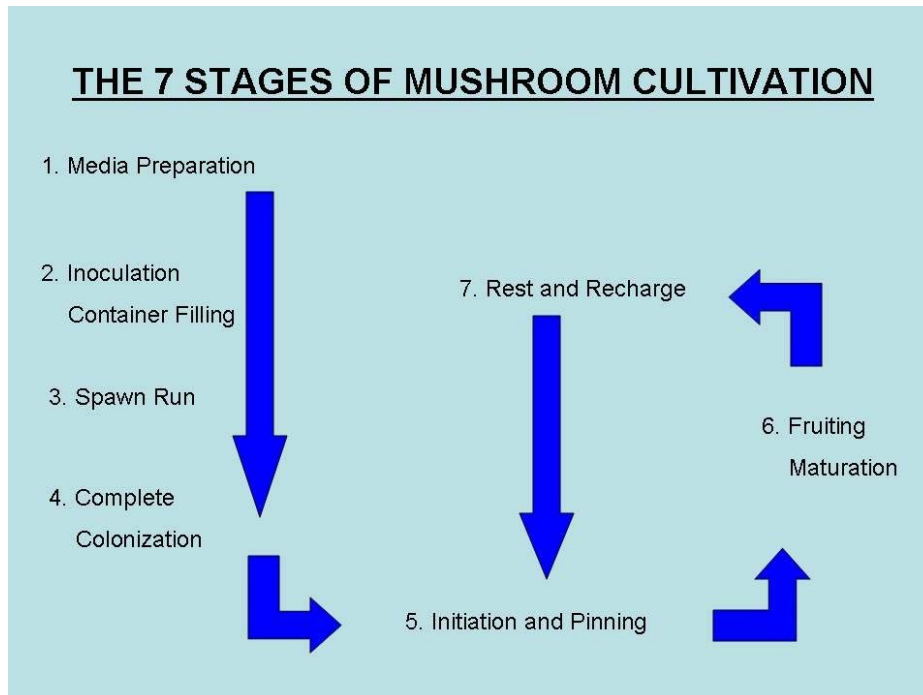 THE 7 STAGES OF MUSHROOM CULTIVATION
1. Media Preparation
2. Inoculation
Container Filling
3. Spawn Run
4. Complete
Colonization
5. Initiation and Pinning
6. Fruiting
Maturation
7. Rest and Recharge